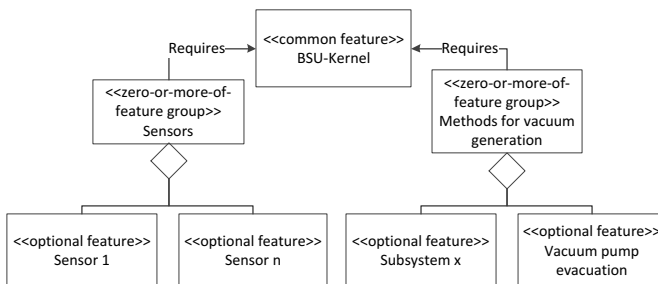 <<common feature>>
BSU-Kernel
Requires
Requires
<<zero-or-more-of-
feature group>>
Sensors
<<zero-or-more-of-
feature group>>
Methods for vacuum
generation
<<optional feature>>
Sensor 1
<<optional feature>>
Sensor n
<<optional feature>>
Subsystem x
<<optional feature>>
Vacuum pump
evacuation